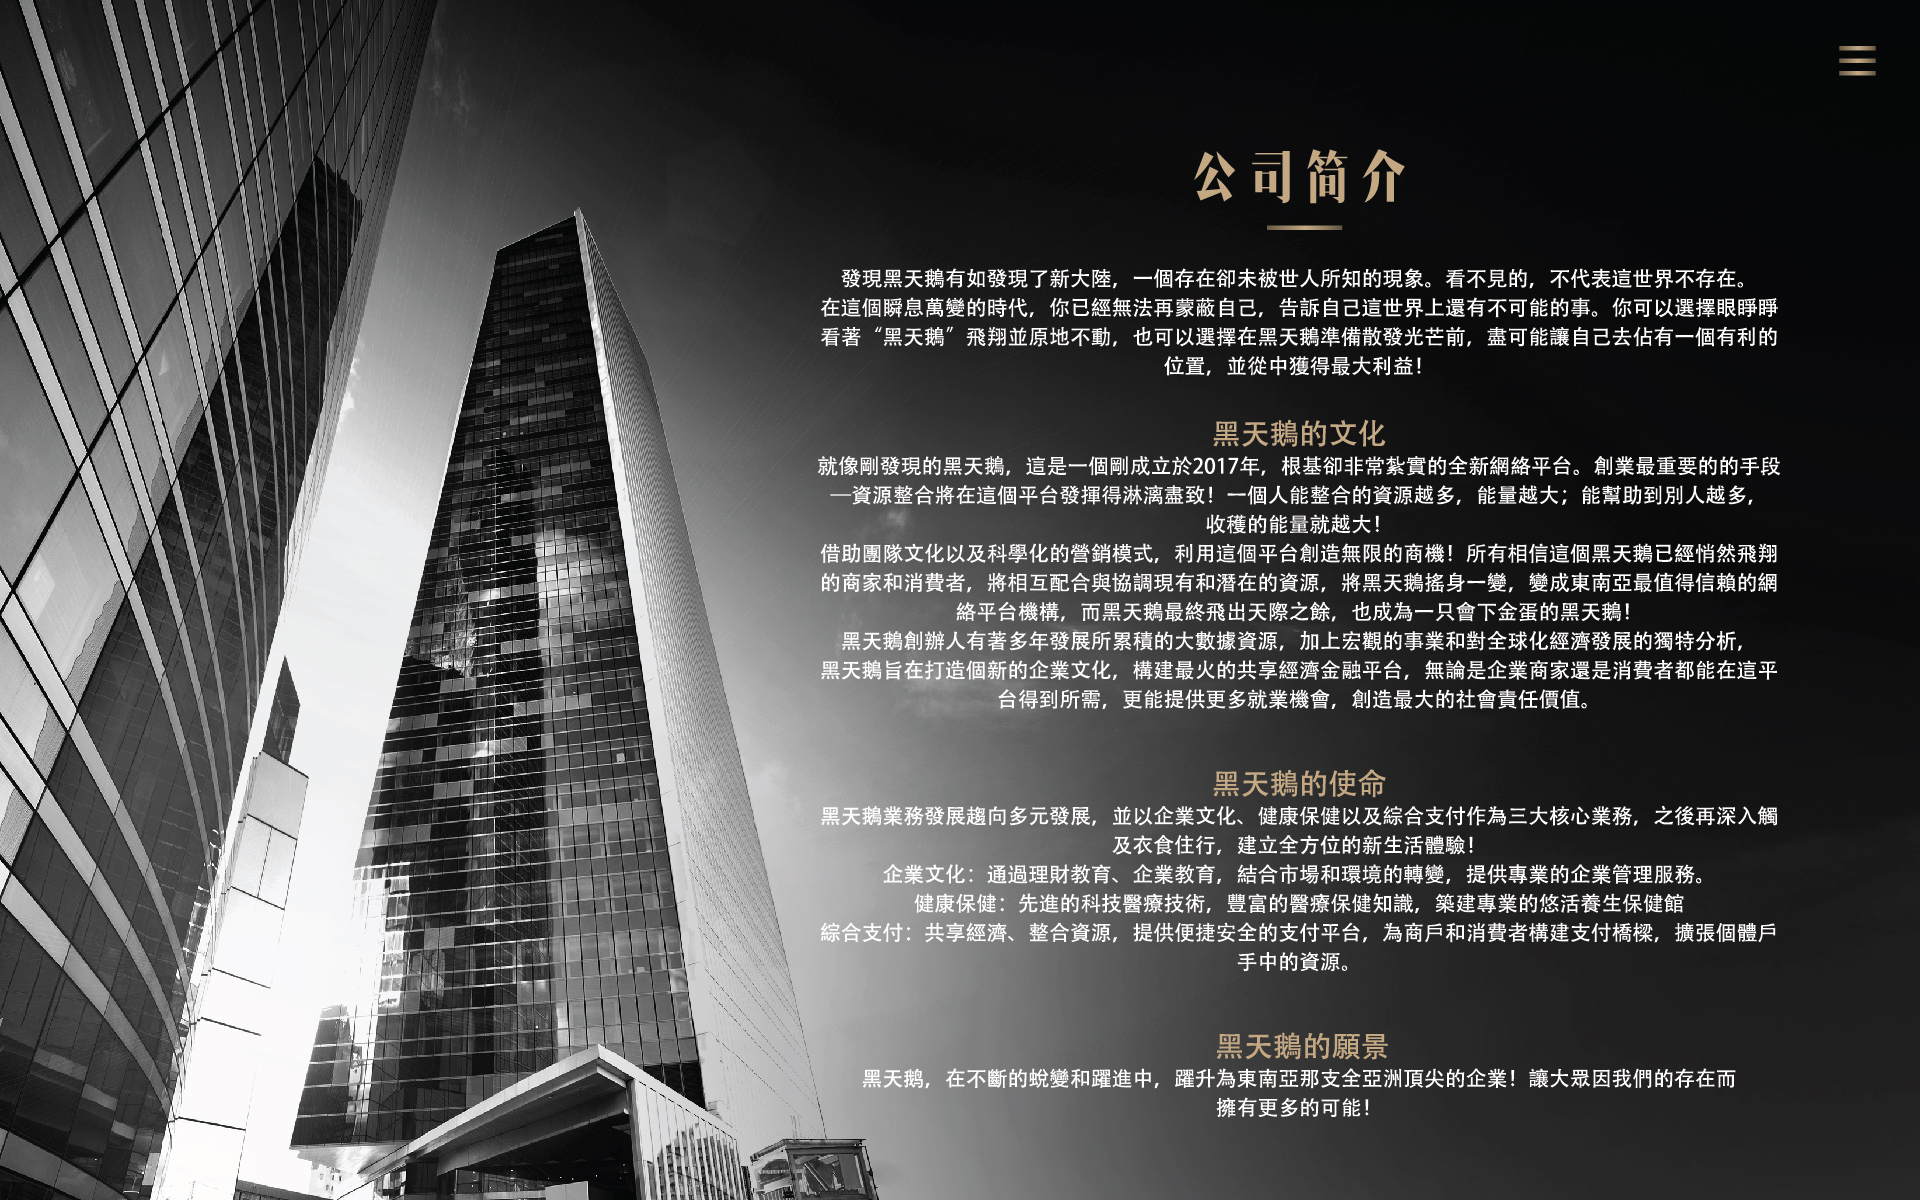 公司简介
發現黑天鵝有如發現了新大陸，一個存在卻未被世人所知的現象。看不見的，不代表這世界不存在。
在這個瞬息萬變的時代，你已經無法再蒙蔽自己，告訴自己這世界上還有不可能的事。你可以選擇眼睜睜
看著“黑天鵝”飛翔並原地不動，也可以選擇在黑天鵝準備散發光芒前，盡可能讓自己去佔有一個有利的
位置，並從中獲得最大利益！
黑天鵝的文化
就像剛發現的黑天鵝，這是一個剛成立於2017年，根基卻非常紮實的全新網絡平台。創業最重要的的手段
—資源整合將在這個平台發揮得淋漓盡致！一個人能整合的資源越多，能量越大；能幫助到別人越多，
收穫的能量就越大！
借助團隊文化以及科學化的營銷模式，利用這個平台創造無限的商機！所有相信這個黑天鵝已經悄然飛翔
的商家和消費者，將相互配合與協調現有和潛在的資源，將黑天鵝搖身一變，變成東南亞最值得信賴的網
絡平台機構，而黑天鵝最終飛出天際之餘，也成為一只會下金蛋的黑天鵝！
黑天鵝創辦人有著多年發展所累積的大數據資源，加上宏觀的事業和對全球化經濟發展的獨特分析，
黑天鵝旨在打造個新的企業文化，構建最火的共享經濟金融平台，無論是企業商家還是消費者都能在這平
台得到所需，更能提供更多就業機會，創造最大的社會責任價值。
黑天鵝的使命
黑天鵝業務發展趨向多元發展，並以企業文化、健康保健以及綜合支付作為三大核心業務，之後再深入觸
及衣食住行，建立全方位的新生活體驗！
企業文化：通過理財教育、企業教育，結合市場和環境的轉變，提供專業的企業管理服務。
健康保健：先進的科技醫療技術，豐富的醫療保健知識，築建專業的悠活養生保健館
綜合支付：共享經濟、整合資源，提供便捷安全的支付平台，為商戶和消費者構建支付橋樑，擴張個體戶
手中的資源。
黑天鵝的願景
黑天鹅，在不斷的蛻變和躍進中，躍升為東南亞那支全亞洲頂尖的企業！讓大眾因我們的存在而
擁有更多的可能！